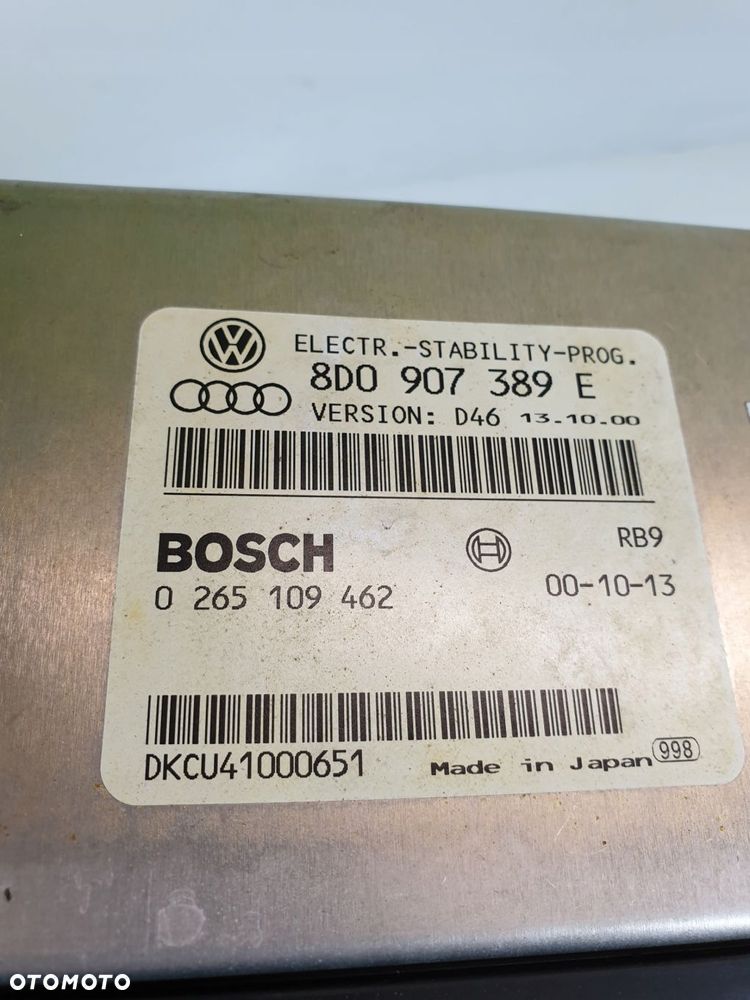 ELECTR.-STABILITY-PROG.
8D0 907 389 E
VERSION: D46 13.10.00
BOSCH
RB9
0 265 109 462
00-10-13
DKCU41000651
Made in Japan 998
OTOMOTO